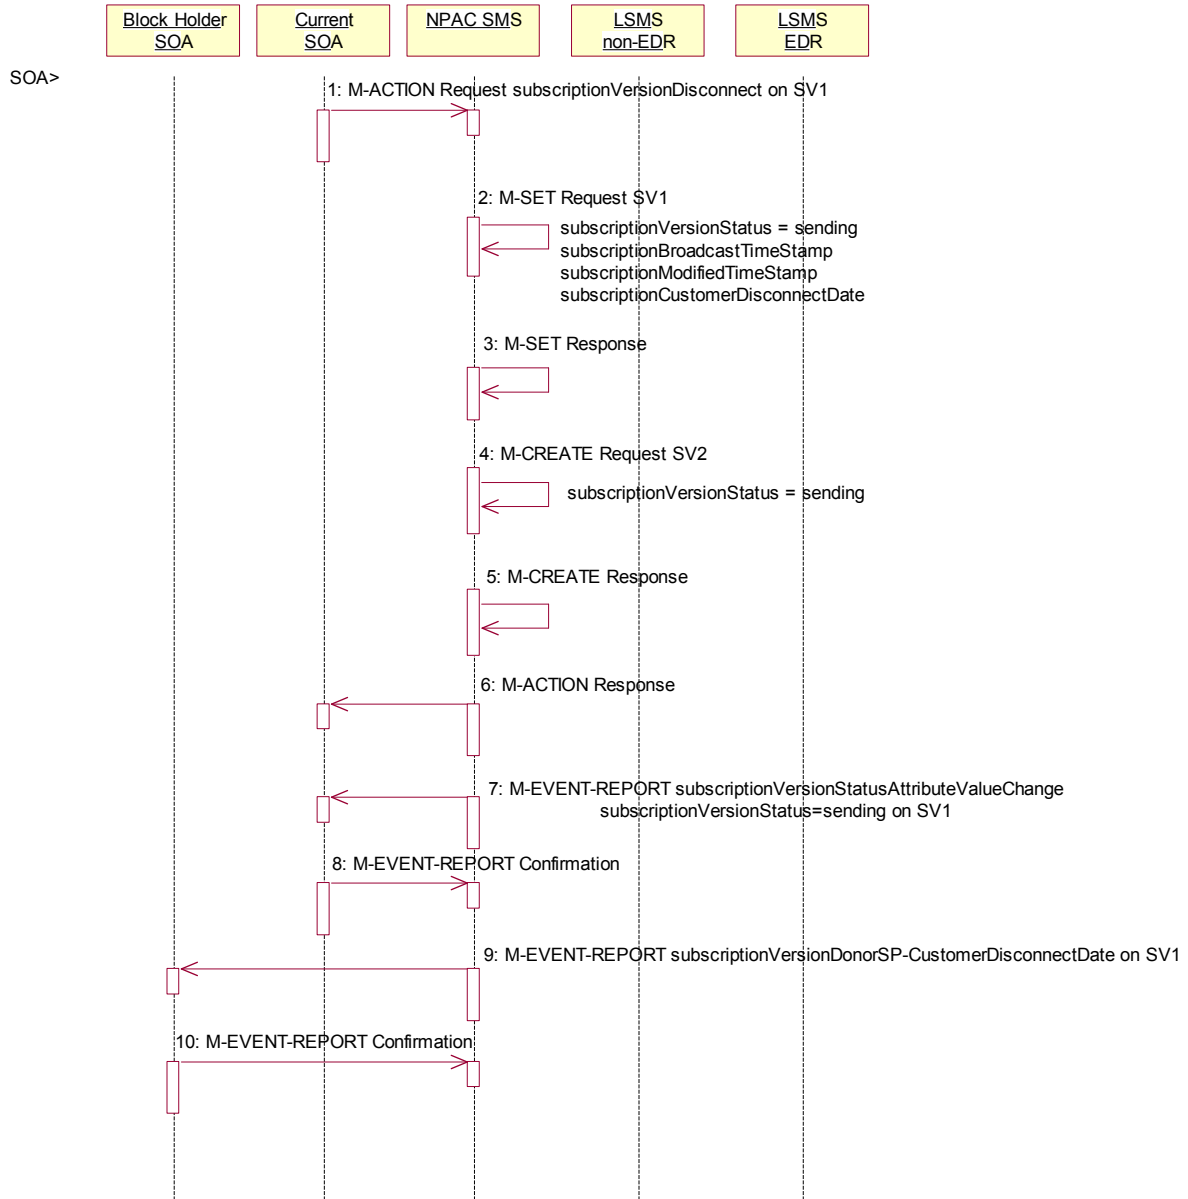 Block Holder
SOA
Current
SOA
NPAC SMS
LSMS
non-EDR
LSMS
EDR
SOA>
1: M-ACTION Request subscriptionVersionDisconnect on SV1
2: M-SET Request SV1
subscriptionVersionStatus = sending
subscriptionBroadcastTimeStamp
subscriptionModifiedTimeStamp
subscriptionCustomerDisconnectDate
3: M-SET Response
4: M-CREATE Request SV2
subscriptionVersionStatus = sending
5: M-CREATE Response
6: M-ACTION Response
7: M-EVENT-REPORT subscriptionVersionStatusAttributeValueChange
subscriptionVersionStatus=sending on SV1
8: M-EVENT-REPORT Confirmation
9: M-EVENT-REPORT subscriptionVersionDonorSP-CustomerDisconnectDate on SV1
10: M-EVENT-REPORT Confirmation